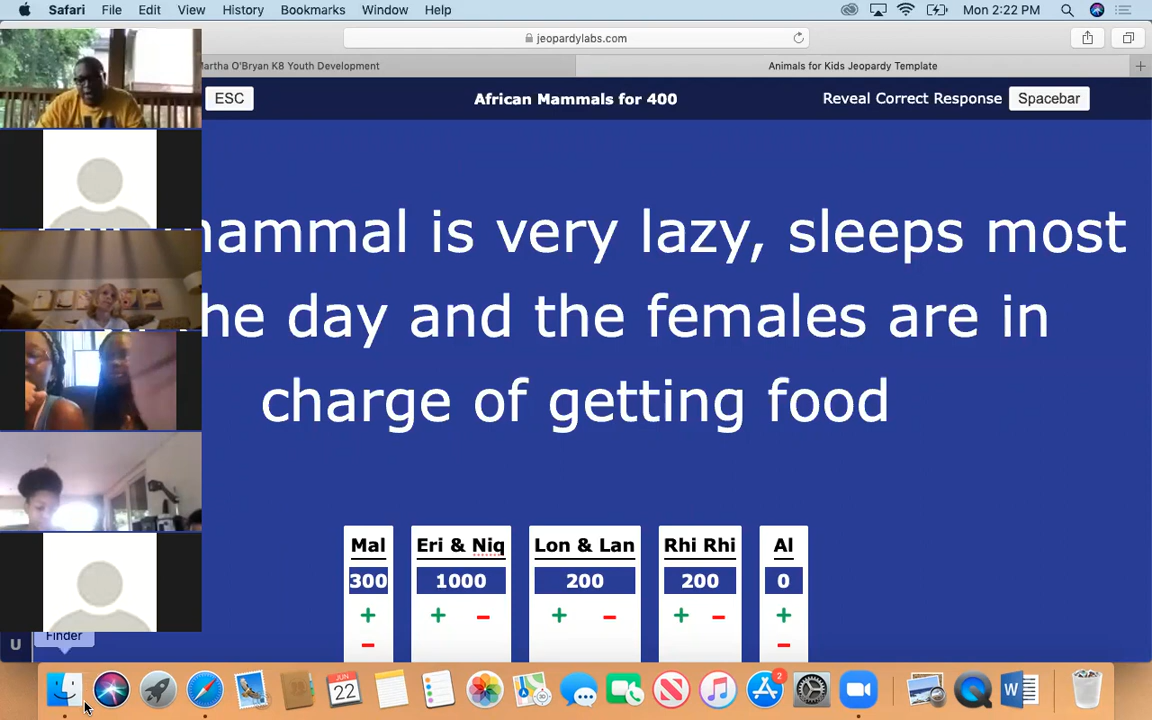 Safari File Edit View History Bookmarks Window Help Mon 2:22 PM
jeopardylabs.com
Martha O'Bryan K8 Youth Development Animals for Kids Jeopardy Template
ESC African Mammals for 400 Reveal Correct Response Spacebar
mammal is very lazy, sleeps most
the day and the females are in
charge of getting food
Mal Eri & Niq Lon & Lan Rhi Rhi Al
300 1000 200 200 0
+ + − + − + − +
− −
U Finder
JUN
22
2
W